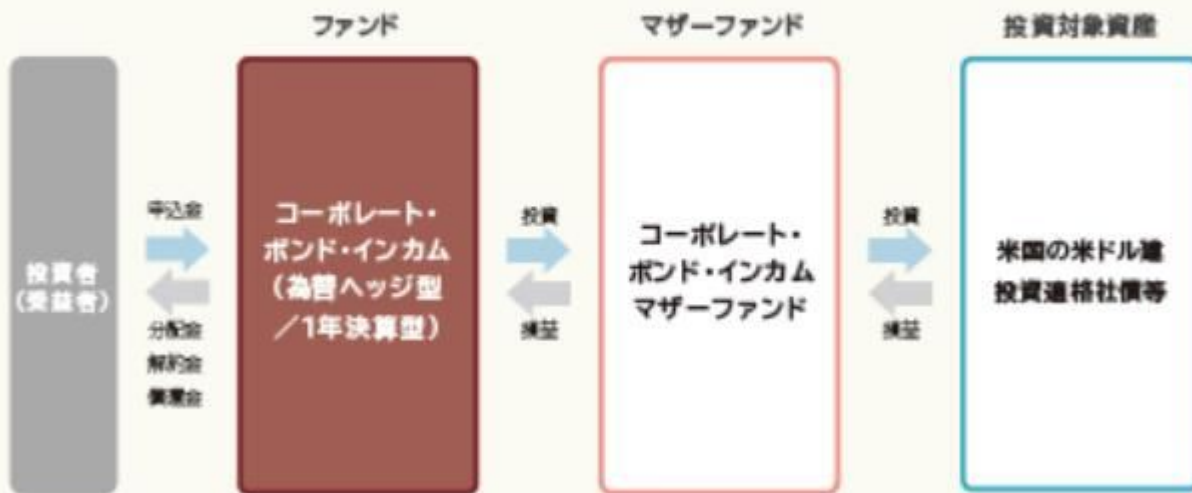 ファンド
マザーファンド
投資対象資産
投資者
(受益者)
申込金
分配金
解約金
償還金
コーポレート・
ボンド・インカム
(為替ヘッジ型
/1年決算型)
投資
損益
コーポレート・
ボンド・インカム
マザーファンド
投資
損益
米国の米ドル建
投資適格社債等